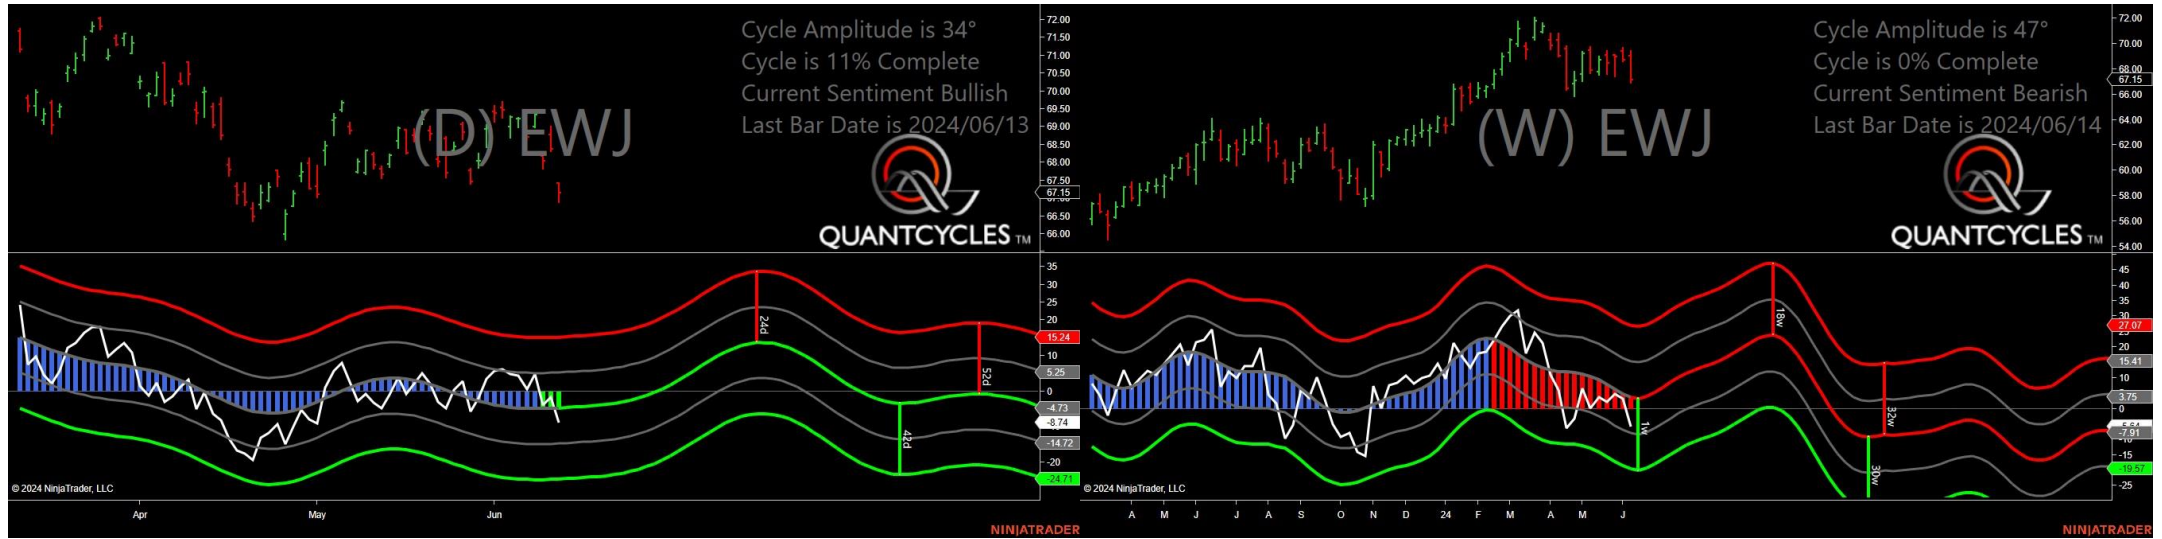 Cycle Amplitude is 34°
Cycle is 11% Complete
Current Sentiment Bullish
Last Bar Date is 2024/06/13
(D) EWJ
QUANTCYCLES TM
72.00
71.50
71.00
70.50
70.00
69.50
69.00
68.50
68.00
67.50
67.15
66.50
66.00
35
30
25
20
15.24
10
5.25
0
-4.73
-8.74
-14.72
-20
-24.71
24d
42d
52d
© 2024 NinjaTrader, LLC
Apr
May
Jun
NINJATRADER
Cycle Amplitude is 47°
Cycle is 0% Complete
Current Sentiment Bearish
Last Bar Date is 2024/06/14
(W) EWJ
QUANTCYCLES TM
72.00
70.00
68.00
67.15
66.00
64.00
62.00
60.00
58.00
56.00
54.00
45
40
35
30
27.07
20
15.41
10
3.75
0
-7.91
-15
-19.57
-25
18w
1w
32w
30w
© 2024 NinjaTrader, LLC
A M J J A S O N D 24 F M A M J
NINJATRADER